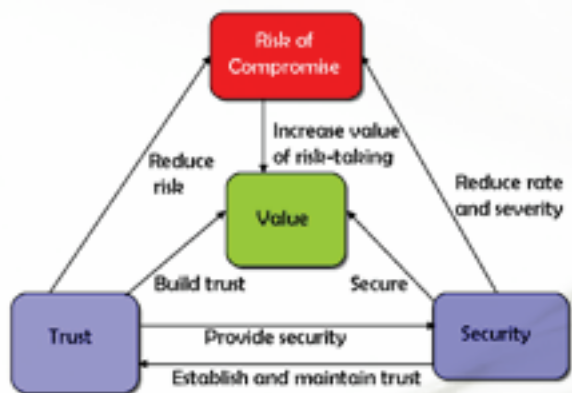 Risk of
Compromise
Increase value
of risk-taking
Reduce
risk
Reduce rate
and severity
Value
Build trust
Secure
Trust
Provide security
Security
Establish and maintain trust